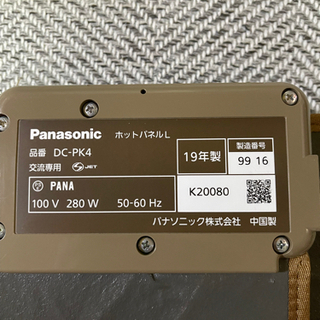 Panasonic ホットパネルL
品番 DC-PK4
交流専用 JET
19年製
製造番号
99 16
PANA
100 V 280 W 50-60 Hz
K20080
パナソニック株式会社 中国製